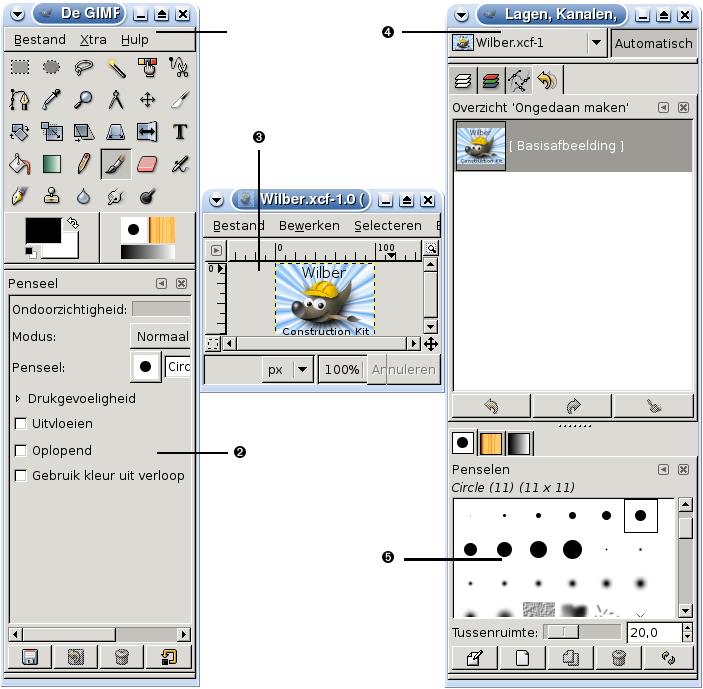 De GIMP
Bestand Xtra Hulp
Penseel
Ondoorzichtigheid:
Modus: Normaal
Penseel: Circ
Drukgevoeligheid
Uitvloeien
Oplopend
Gebruik kleur uit verloop
❷
❸
Wilber.xcf-1.0 (
Bestand Bewerken Selecteren B
0 100
0
Wilber
Construction Kit
px 100% Annuleren
❹
Lagen, Kanalen,
Wilber.xcf-1 Automatisch
Overzicht 'Ongedaan maken'
[ Basisafbeelding ]
Penselen
Circle (11) (11 x 11)
❺
Tussenruimte: 20,0